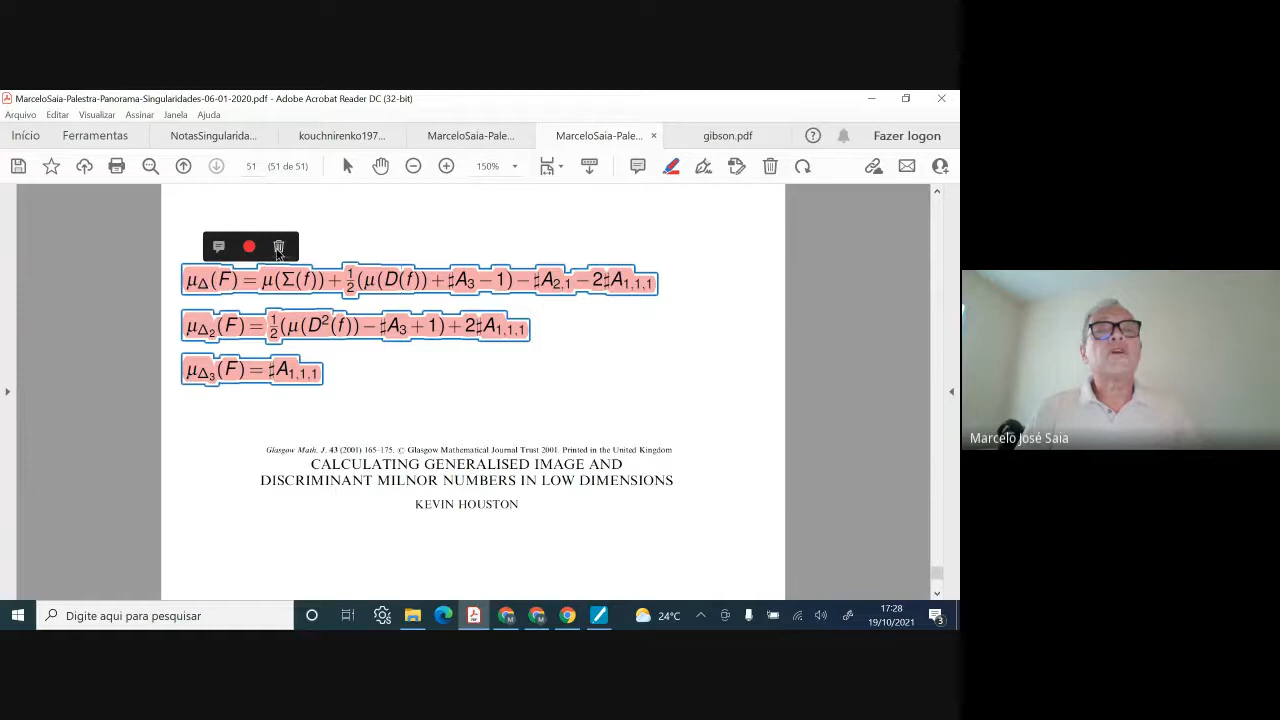 MarceloSaia-Palestra-Panorama-Singularidades-06-01-2020.pdf - Adobe Acrobat Reader DC (32-bit)
Arquivo Editar Visualizar Assinar Janela Ajuda
Início Ferramentas NotasSingularida... kouchnirenko197... MarceloSaia-Pale... MarceloSaia-Pale... × gibson.pdf Fazer logon
51 (51 de 51) 150%
μ_Δ(F) = μ(Σ(f)) + 1/2(μ(D(f)) + ♯A_3 − 1) − ♯A_{2,1} − 2♯A_{1,1,1}
μ_{Δ_2}(F) = 1/2(μ(D²(f)) − ♯A_3 + 1) + 2♯A_{1,1,1}
μ_{Δ_3}(F) = ♯A_{1,1,1}
Glasgow Math. J. 43 (2001) 165–175. © Glasgow Mathematical Journal Trust 2001. Printed in the United Kingdom
CALCULATING GENERALISED IMAGE AND
DISCRIMINANT MILNOR NUMBERS IN LOW DIMENSIONS
KEVIN HOUSTON
Marcelo José Saia
Digite aqui para pesquisar 24°C 17:28
19/10/2021 3